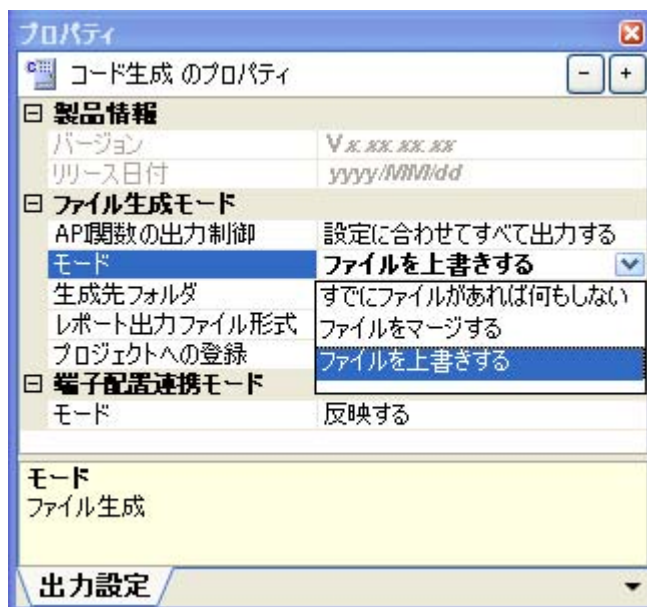 プロパティ
コード生成 のプロパティ
製品情報
バージョン Vx.xx.xx.xx
リリース日付 yyyy/MM/dd
ファイル生成モード
API関数の出力制御 設定に合わせてすべて出力する
モード ファイルを上書きする
生成先フォルダ すでにファイルがあれば何もしない
レポート出力ファイル形式 ファイルをマージする
プロジェクトへの登録 ファイルを上書きする
端子配置連携モード
モード 反映する
モード
ファイル生成
出力設定